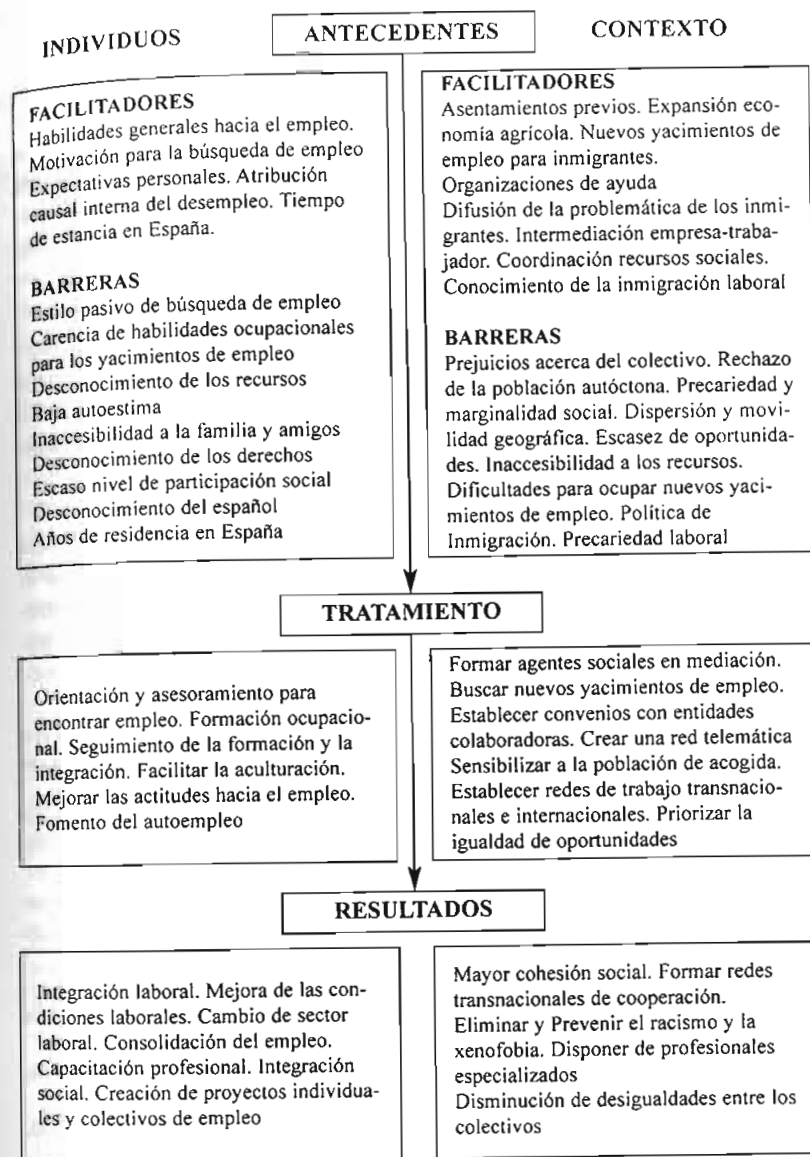 INDIVIDUOS
ANTECEDENTES
CONTEXTO
FACILITADORES
Habilidades generales hacia el empleo.
Motivación para la búsqueda de empleo
Expectativas personales. Atribución
causal interna del desempleo. Tiempo
de estancia en España.
BARRERAS
Estilo pasivo de búsqueda de empleo
Carencia de habilidades ocupacionales
para los yacimientos de empleo
Desconocimiento de los recursos
Baja autoestima
Inaccesibilidad a la familia y amigos
Desconocimiento de los derechos
Escaso nivel de participación social
Desconocimiento del español
Años de residencia en España
FACILITADORES
Asentamientos previos. Expansión eco-
nomía agrícola. Nuevos yacimientos de
empleo para inmigrantes.
Organizaciones de ayuda
Difusión de la problemática de los inmi-
grantes. Intermediación empresa-traba-
jador. Coordinación recursos sociales.
Conocimiento de la inmigración laboral
BARRERAS
Prejuicios acerca del colectivo. Rechazo
de la población autóctona. Precariedad y
marginalidad social. Dispersión y movi-
lidad geográfica. Escasez de oportunida-
des. Inaccesibilidad a los recursos.
Dificultades para ocupar nuevos yaci-
mientos de empleo. Política de
Inmigración. Precariedad laboral
TRATAMIENTO
Orientación y asesoramiento para
encontrar empleo. Formación ocupacio-
nal. Seguimiento de la formación y la
integración. Facilitar la aculturación.
Mejorar las actitudes hacia el empleo.
Fomento del autoempleo
Formar agentes sociales en mediación.
Buscar nuevos yacimientos de empleo.
Establecer convenios con entidades
colaboradoras. Crear una red telemática
Sensibilizar a la población de acogida.
Establecer redes de trabajo transnacio-
nales e internacionales. Priorizar la
igualdad de oportunidades
RESULTADOS
Integración laboral. Mejora de las con-
diciones laborales. Cambio de sector
laboral. Consolidación del empleo.
Capacitación profesional. Integración
social. Creación de proyectos individua-
les y colectivos de empleo
Mayor cohesión social. Formar redes
transnacionales de cooperación.
Eliminar y Prevenir el racismo y la
xenofobia. Disponer de profesionales
especializados
Disminución de desigualdades entre los
colectivos